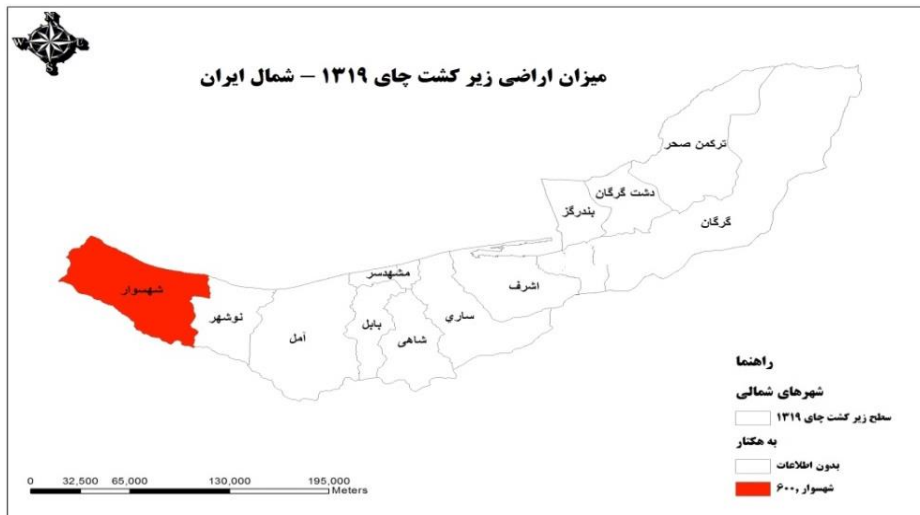 N
W
E
S
میزان اراضی زیر کشت چای ۱۳۱۹ – شمال ایران
ترکمن صحر
دشت گرگان
بندرگز
گرگان
شهسوار
نوشهر
آمل
مشهدسر
بابل
شاهی
ساري
اشرف
راهنما
شهرهای شمالی
سطح زیر کشت چای ۱۳۱۹
به هکتار
بدون اطلاعات
شهسوار ,۶۰۰
0 32,500 65,000 130,000 195,000
Meters